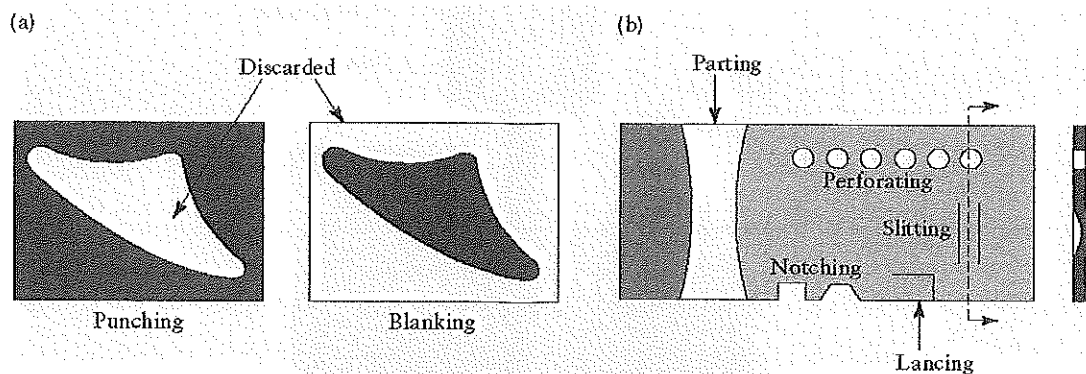 (a)
Discarded
Punching
Blanking
(b)
Parting
Perforating
Slitting
Notching
Lancing